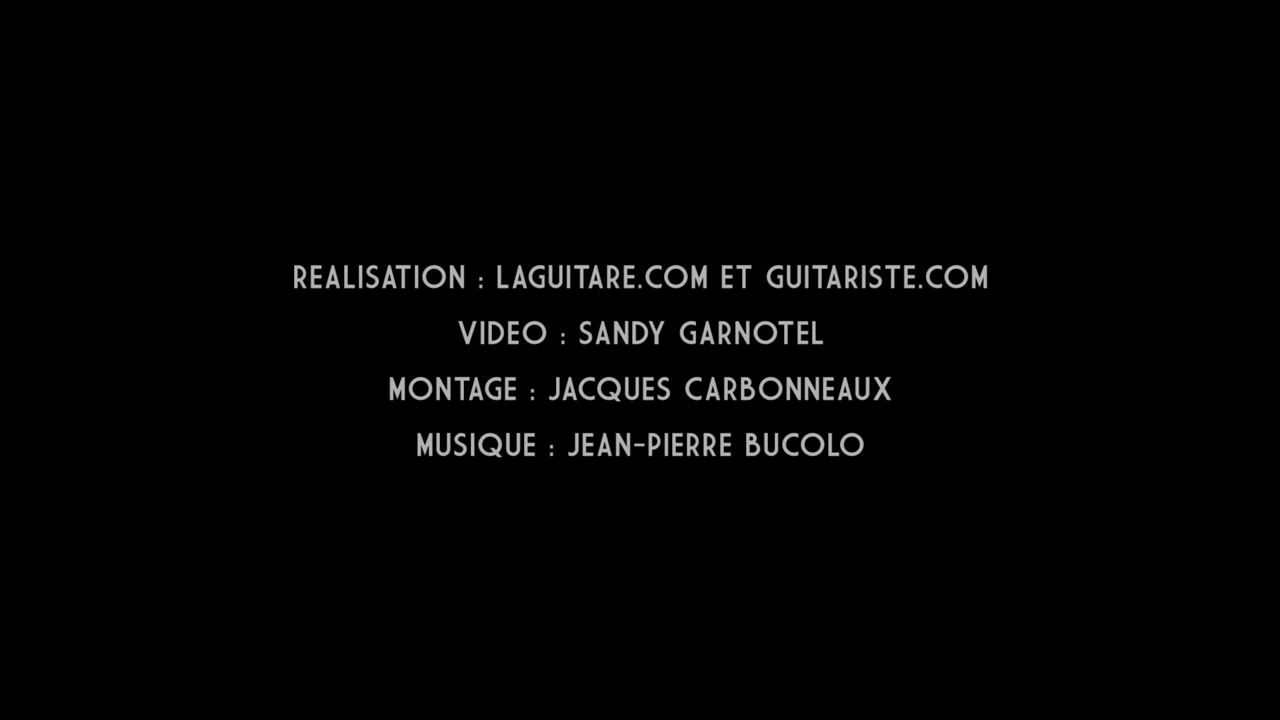 REALISATION : LAGUITARE.COM ET GUITARISTE.COM
VIDEO : SANDY GARNOTEL
MONTAGE : JACQUES CARBONNEAUX
MUSIQUE : JEAN-PIERRE BUCOLO